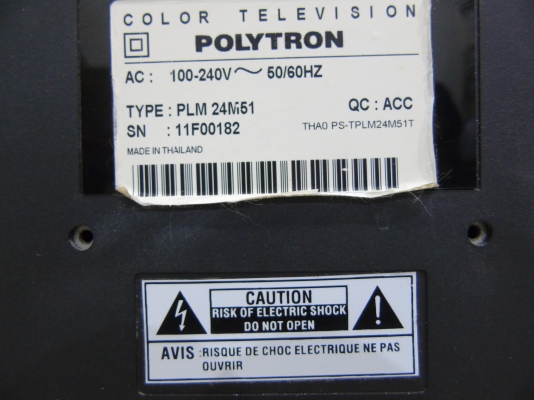 COLOR TELEVISION
POLYTRON
AC : 100-240V~ 50/60HZ
TYPE : PLM 24M51 QC : ACC
SN : 11F00182 THA0 PS-TPLM24M51T
MADE IN THAILAND
CAUTION
RISK OF ELECTRIC SHOCK
DO NOT OPEN
AVIS : RISQUE DE CHOC ELECTRIQUE NE PAS
OUVRIR